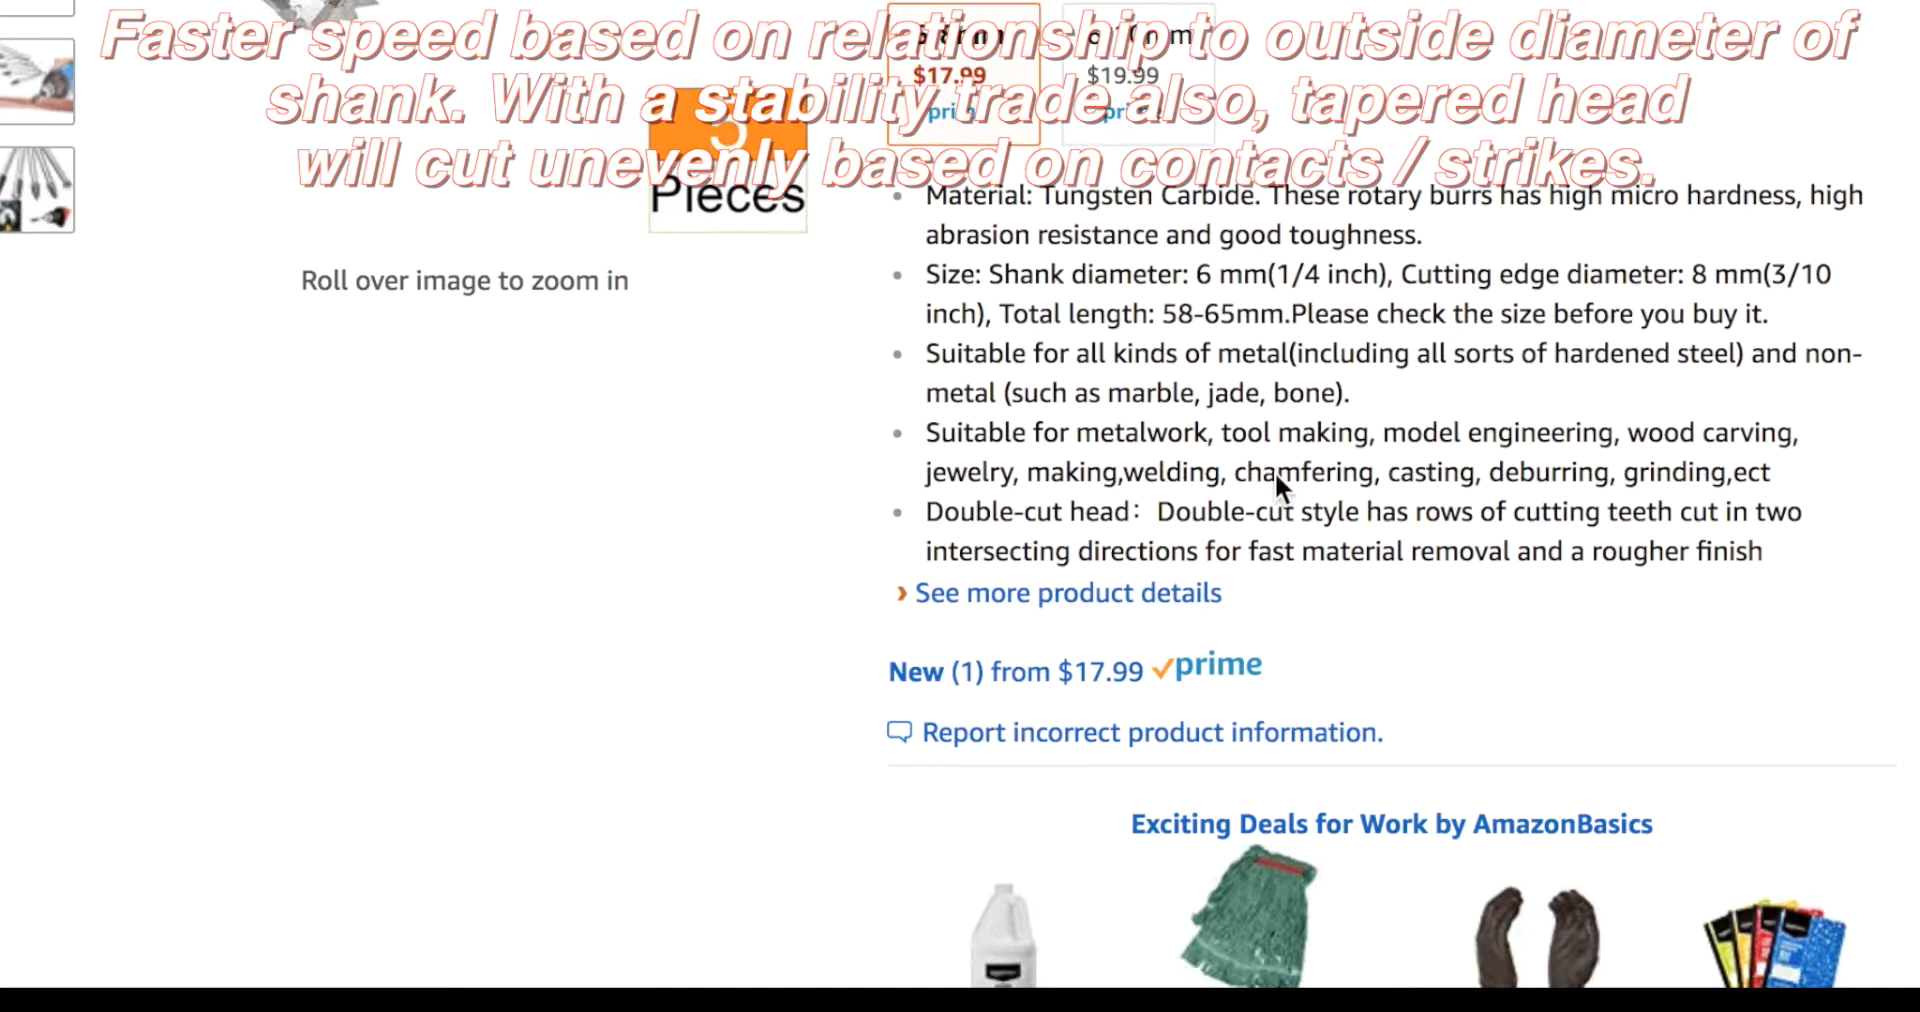 Faster speed based on relationship to outside diameter of
shank. With a stability trade also, tapered head
will cut unevenly based on contacts / strikes.
$17.99
$19.99
5
Pieces
Roll over image to zoom in
Material: Tungsten Carbide. These rotary burrs has high micro hardness, high
abrasion resistance and good toughness.
Size: Shank diameter: 6 mm(1/4 inch), Cutting edge diameter: 8 mm(3/10
inch), Total length: 58-65mm.Please check the size before you buy it.
Suitable for all kinds of metal(including all sorts of hardened steel) and non-
metal (such as marble, jade, bone).
Suitable for metalwork, tool making, model engineering, wood carving,
jewelry, making,welding, chamfering, casting, deburring, grinding,ect
Double-cut head：Double-cut style has rows of cutting teeth cut in two
intersecting directions for fast material removal and a rougher finish
› See more product details
New (1) from $17.99 prime
Report incorrect product information.
Exciting Deals for Work by AmazonBasics